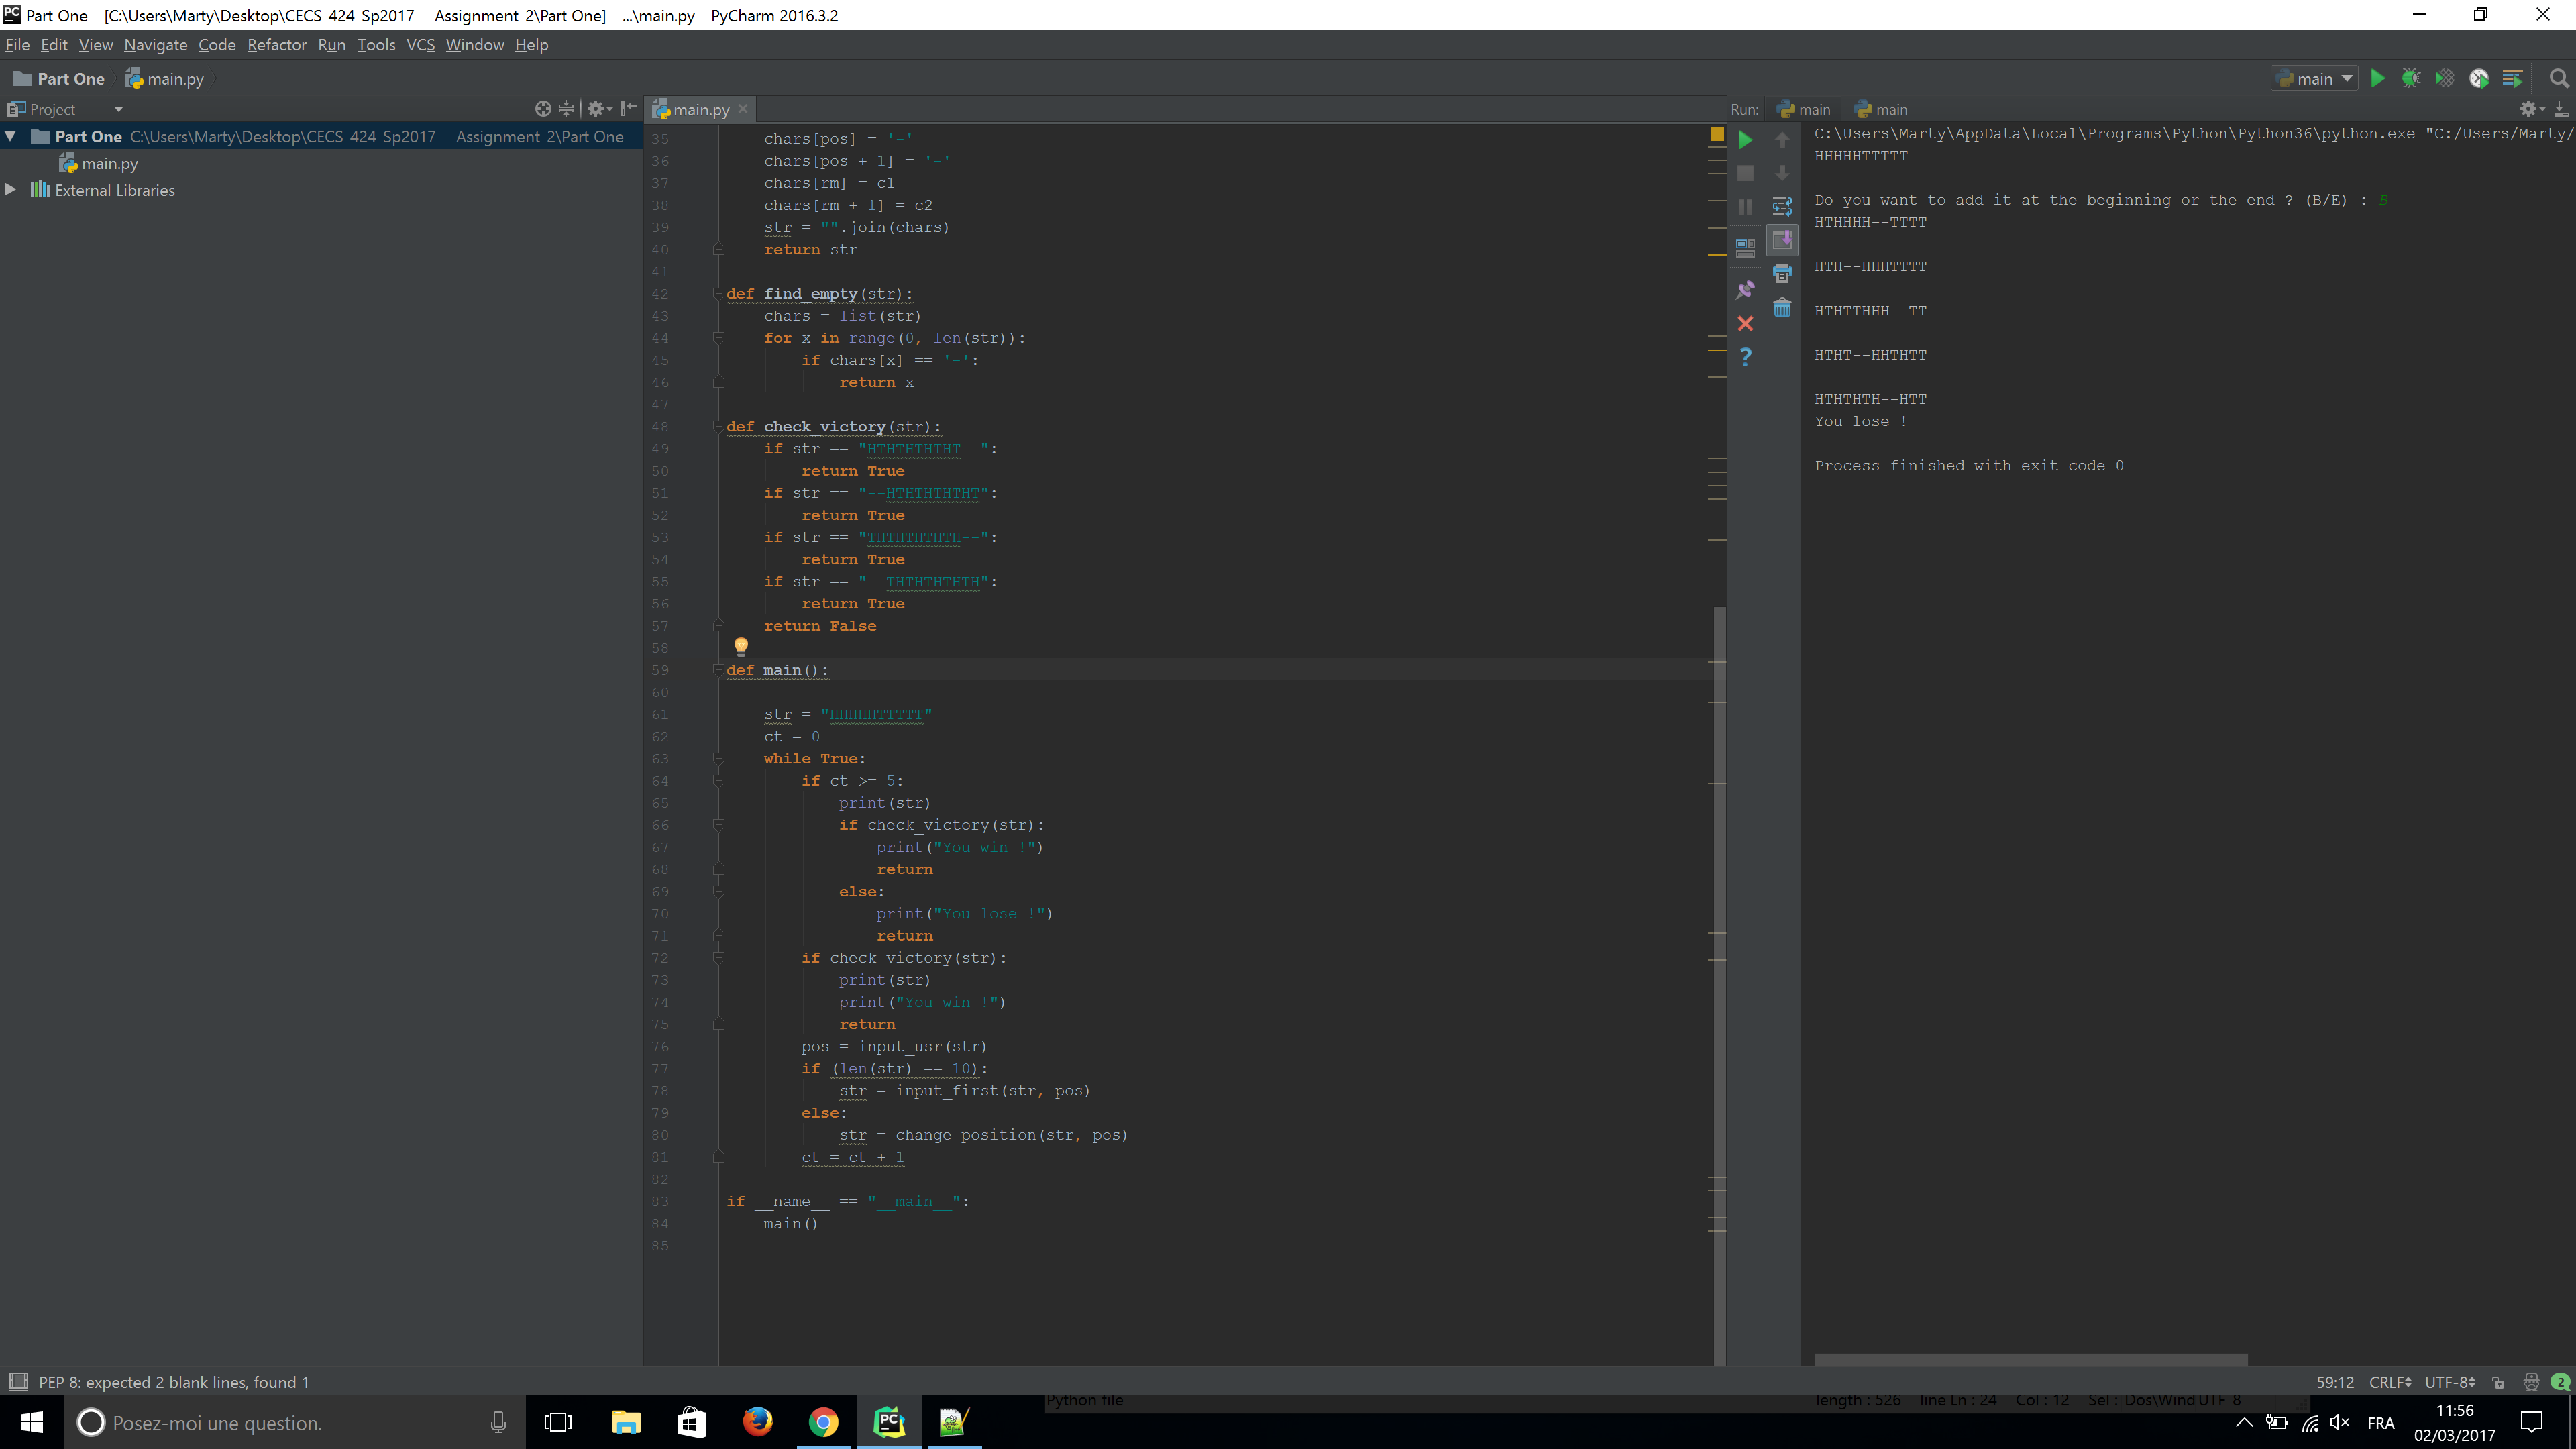 Part One - [C:\Users\Marty\Desktop\CECS-424-Sp2017---Assignment-2\Part One] - ...\main.py - PyCharm 2016.3.2
File Edit View Navigate Code Refactor Run Tools VCS Window Help
Part One main.py
main
Project
Part One C:\Users\Marty\Desktop\CECS-424-Sp2017---Assignment-2\Part One
main.py
External Libraries
main.py
35 chars[pos] = '-'
36 chars[pos + 1] = '-'
37 chars[rm] = c1
38 chars[rm + 1] = c2
39 str = "".join(chars)
40 return str
41
42 def find_empty(str):
43 chars = list(str)
44 for x in range(0, len(str)):
45 if chars[x] == '-':
46 return x
47
48 def check_victory(str):
49 if str == "HTHTHTHTHT--":
50 return True
51 if str == "--HTHTHTHTHT":
52 return True
53 if str == "THTHTHTHTH--":
54 return True
55 if str == "--THTHTHTHTH":
56 return True
57 return False
58
59 def main():
60
61 str = "HHHHHTTTTT"
62 ct = 0
63 while True:
64 if ct >= 5:
65 print(str)
66 if check_victory(str):
67 print("You win !")
68 return
69 else:
70 print("You lose !")
71 return
72 if check_victory(str):
73 print(str)
74 print("You win !")
75 return
76 pos = input_usr(str)
77 if (len(str) == 10):
78 str = input_first(str, pos)
79 else:
80 str = change_position(str, pos)
81 ct = ct + 1
82
83 if __name__ == "__main__":
84 main()
85
Run: main main
C:\Users\Marty\AppData\Local\Programs\Python\Python36\python.exe "C:/Users/Marty/
HHHHHTTTTT
Do you want to add it at the beginning or the end ? (B/E) : B
HTHHHH--TTTT
HTH--HHHTTTT
HTHTTHHH--TT
HTHT--HHTHTT
HTHTHTH--HTT
You lose !
Process finished with exit code 0
PEP 8: expected 2 blank lines, found 1
59:12 CRLF UTF-8 2
Python file length : 526 line Ln : 24 Col : 12 Sel : Dos\Wind UTF-8
Posez-moi une question.
FRA
11:56
02/03/2017